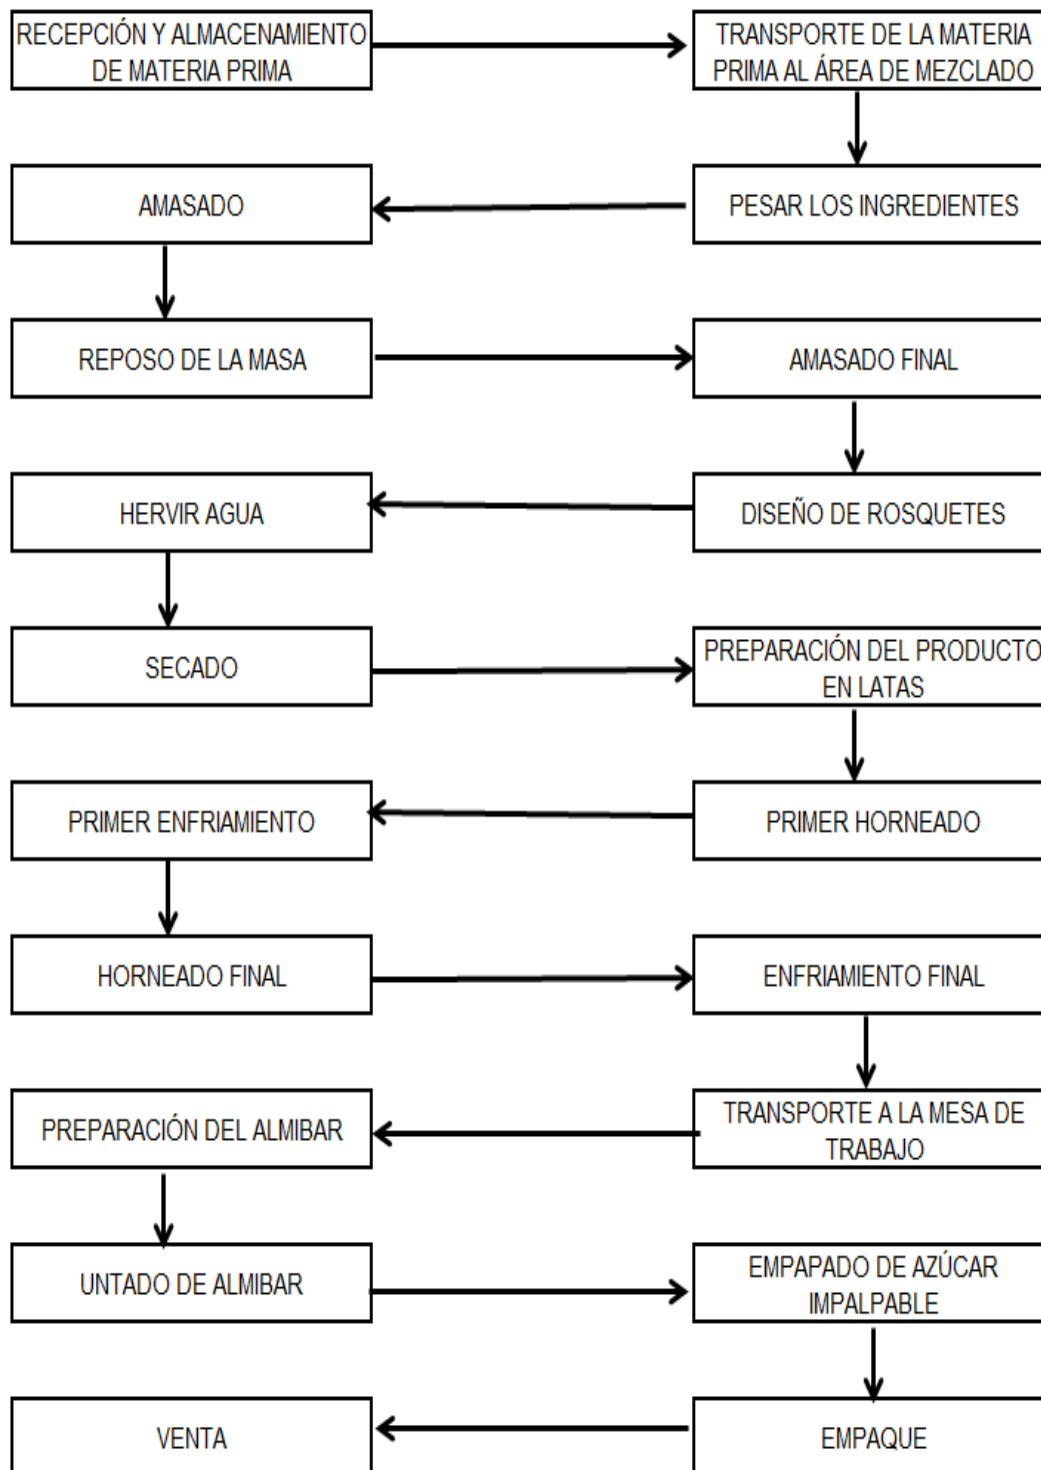 RECEPCIÓN Y ALMACENAMIENTO
DE MATERIA PRIMA
TRANSPORTE DE LA MATERIA
PRIMA AL ÁREA DE MEZCLADO
PESAR LOS INGREDIENTES
AMASADO
REPOSO DE LA MASA
AMASADO FINAL
DISEÑO DE ROSQUETES
HERVIR AGUA
SECADO
PREPARACIÓN DEL PRODUCTO
EN LATAS
PRIMER HORNEADO
PRIMER ENFRIAMIENTO
HORNEADO FINAL
ENFRIAMIENTO FINAL
TRANSPORTE A LA MESA DE
TRABAJO
PREPARACIÓN DEL ALMIBAR
UNTADO DE ALMIBAR
EMPAPADO DE AZÚCAR
IMPALPABLE
EMPAQUE
VENTA